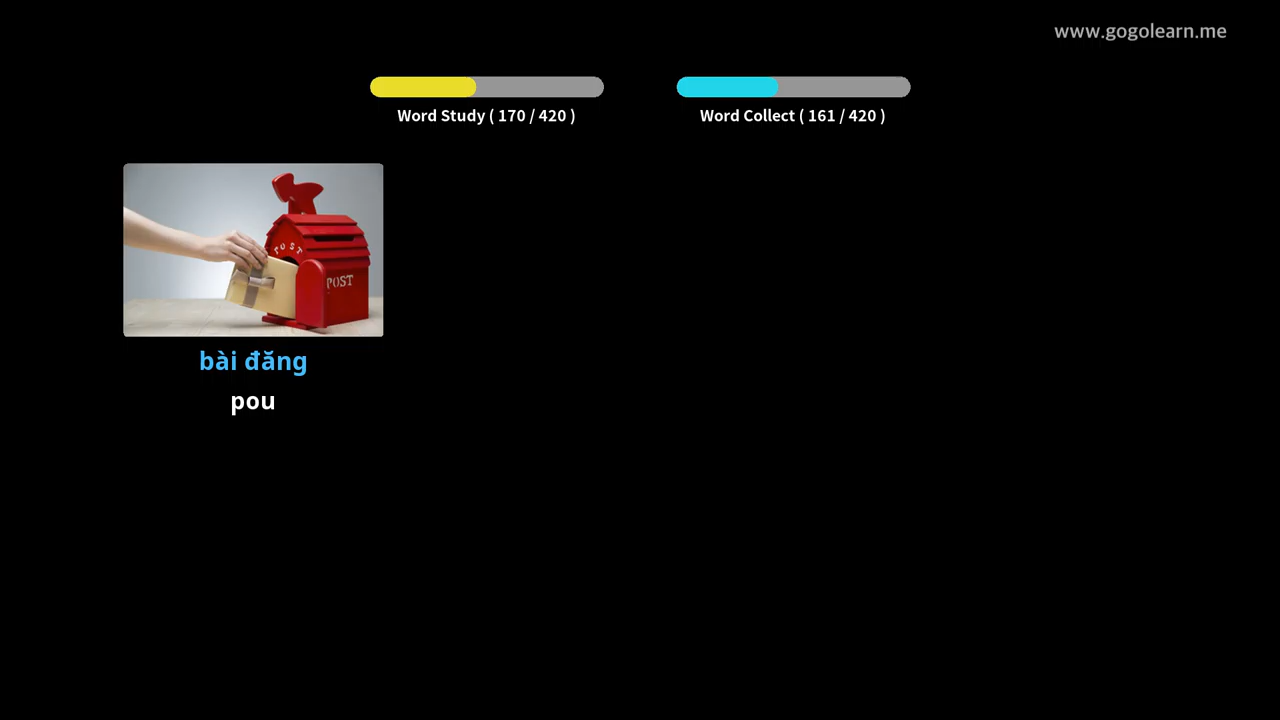 www.gogolearn.me
Word Study ( 170 / 420 )
Word Collect ( 161 / 420 )
POST
POST
bài đăng
pou